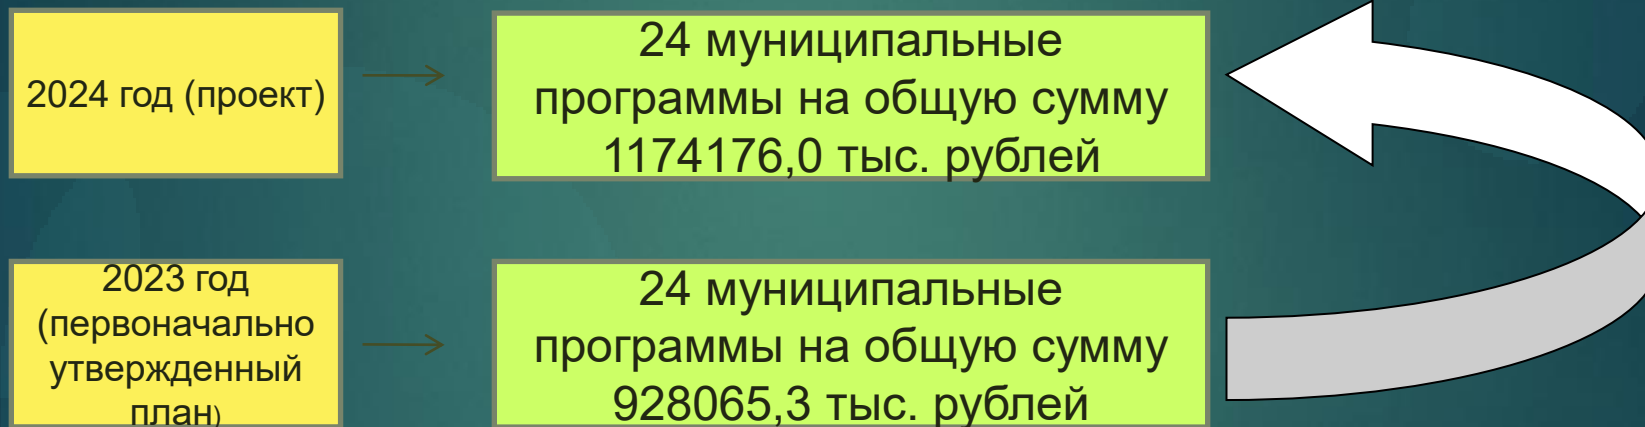 2024 год (проект)
24 муниципальные
программы на общую сумму
1174176,0 тыс. рублей
2023 год
(первоначально
утвержденный
план)
24 муниципальные
программы на общую сумму
928065,3 тыс. рублей